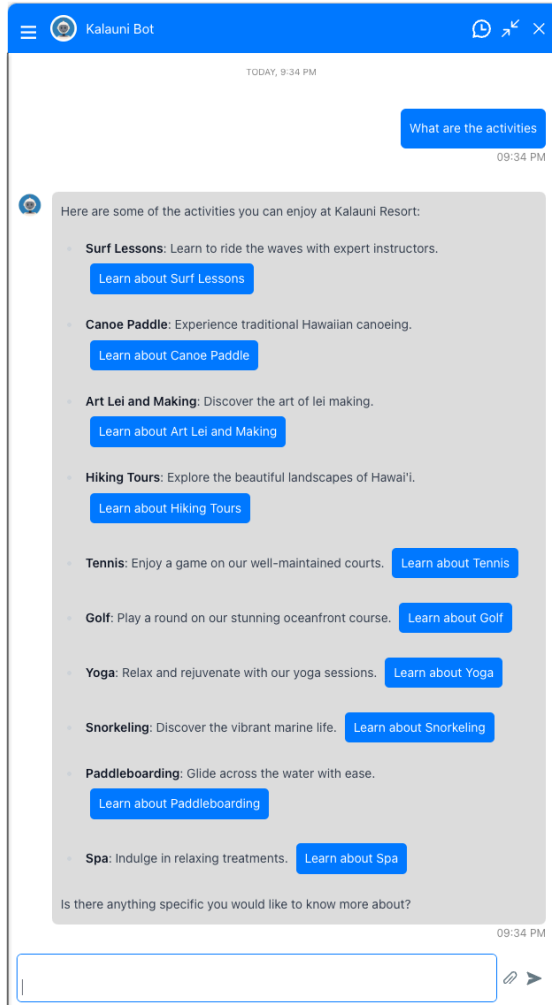 Kalauni Bot
TODAY, 9:34 PM
What are the activities
09:34 PM
Here are some of the activities you can enjoy at Kalauni Resort:
Surf Lessons: Learn to ride the waves with expert instructors.
Learn about Surf Lessons
Canoe Paddle: Experience traditional Hawaiian canoeing.
Learn about Canoe Paddle
Art Lei and Making: Discover the art of lei making.
Learn about Art Lei and Making
Hiking Tours: Explore the beautiful landscapes of Hawai'i.
Learn about Hiking Tours
Tennis: Enjoy a game on our well-maintained courts. Learn about Tennis
Golf: Play a round on our stunning oceanfront course. Learn about Golf
Yoga: Relax and rejuvenate with our yoga sessions. Learn about Yoga
Snorkeling: Discover the vibrant marine life. Learn about Snorkeling
Paddleboarding: Glide across the water with ease.
Learn about Paddleboarding
Spa: Indulge in relaxing treatments. Learn about Spa
Is there anything specific you would like to know more about?
09:34 PM